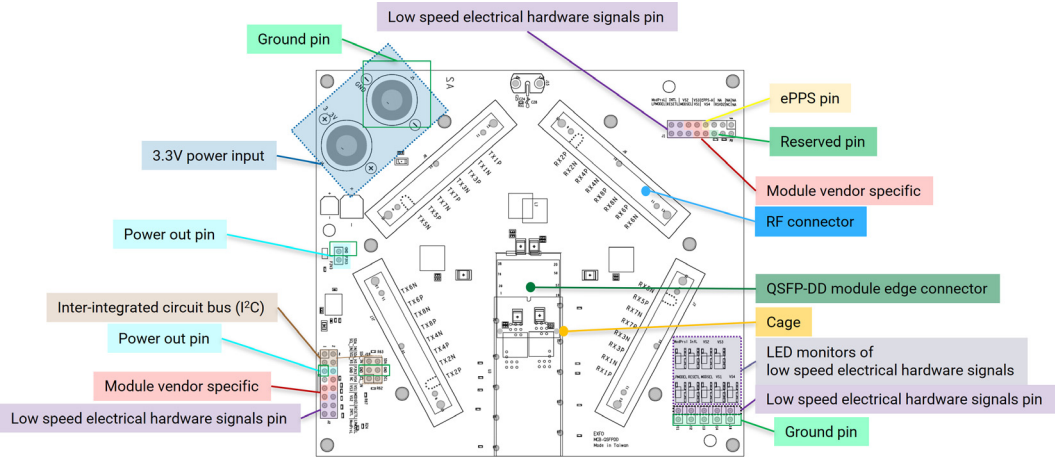 Low speed electrical hardware signals pin
Ground pin
ePPS pin
Reserved pin
3.3V power input
Module vendor specific
RF connector
Power out pin
QSFP-DD module edge connector
Inter-integrated circuit bus (I²C)
Cage
Power out pin
LED monitors of
low speed electrical hardware signals
Module vendor specific
Low speed electrical hardware signals pin
Low speed electrical hardware signals pin
Ground pin
GND
3.3V
TX1P
TX1N
TX3P
TX3N
TX7P
TX7N
TX5P
TX5N
RX2P
RX2N
RX4P
RX4N
RX8P
RX8N
RX6P
RX6N
TX6N
TX6P
TX8N
TX8P
TX4N
TX4P
TX2N
TX2P
RX5N
RX5P
RX7N
RX7P
RX3N
RX3P
RX1N
RX1P
EXFO
MCB-QSFPDD
Made in Taiwan